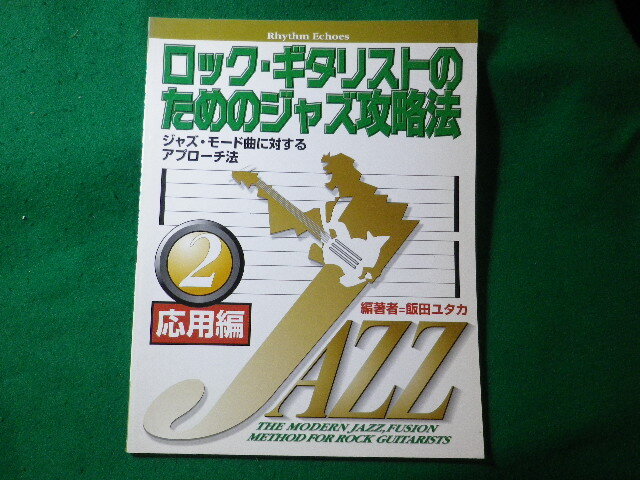 Rhythm Echoes
ロック・ギタリストの
ためのジャズ攻略法
ジャズ・モード曲に対する
アプローチ法
2
応用編
編著者=飯田ユタカ
JAZZ
THE MODERN JAZZ, FUSION
METHOD FOR ROCK GUITARISTS